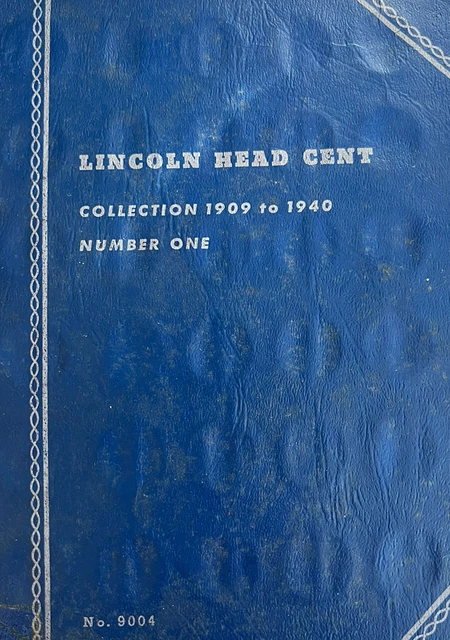 LINCOLN HEAD CENT
COLLECTION 1909 to 1940
NUMBER ONE
No. 9004